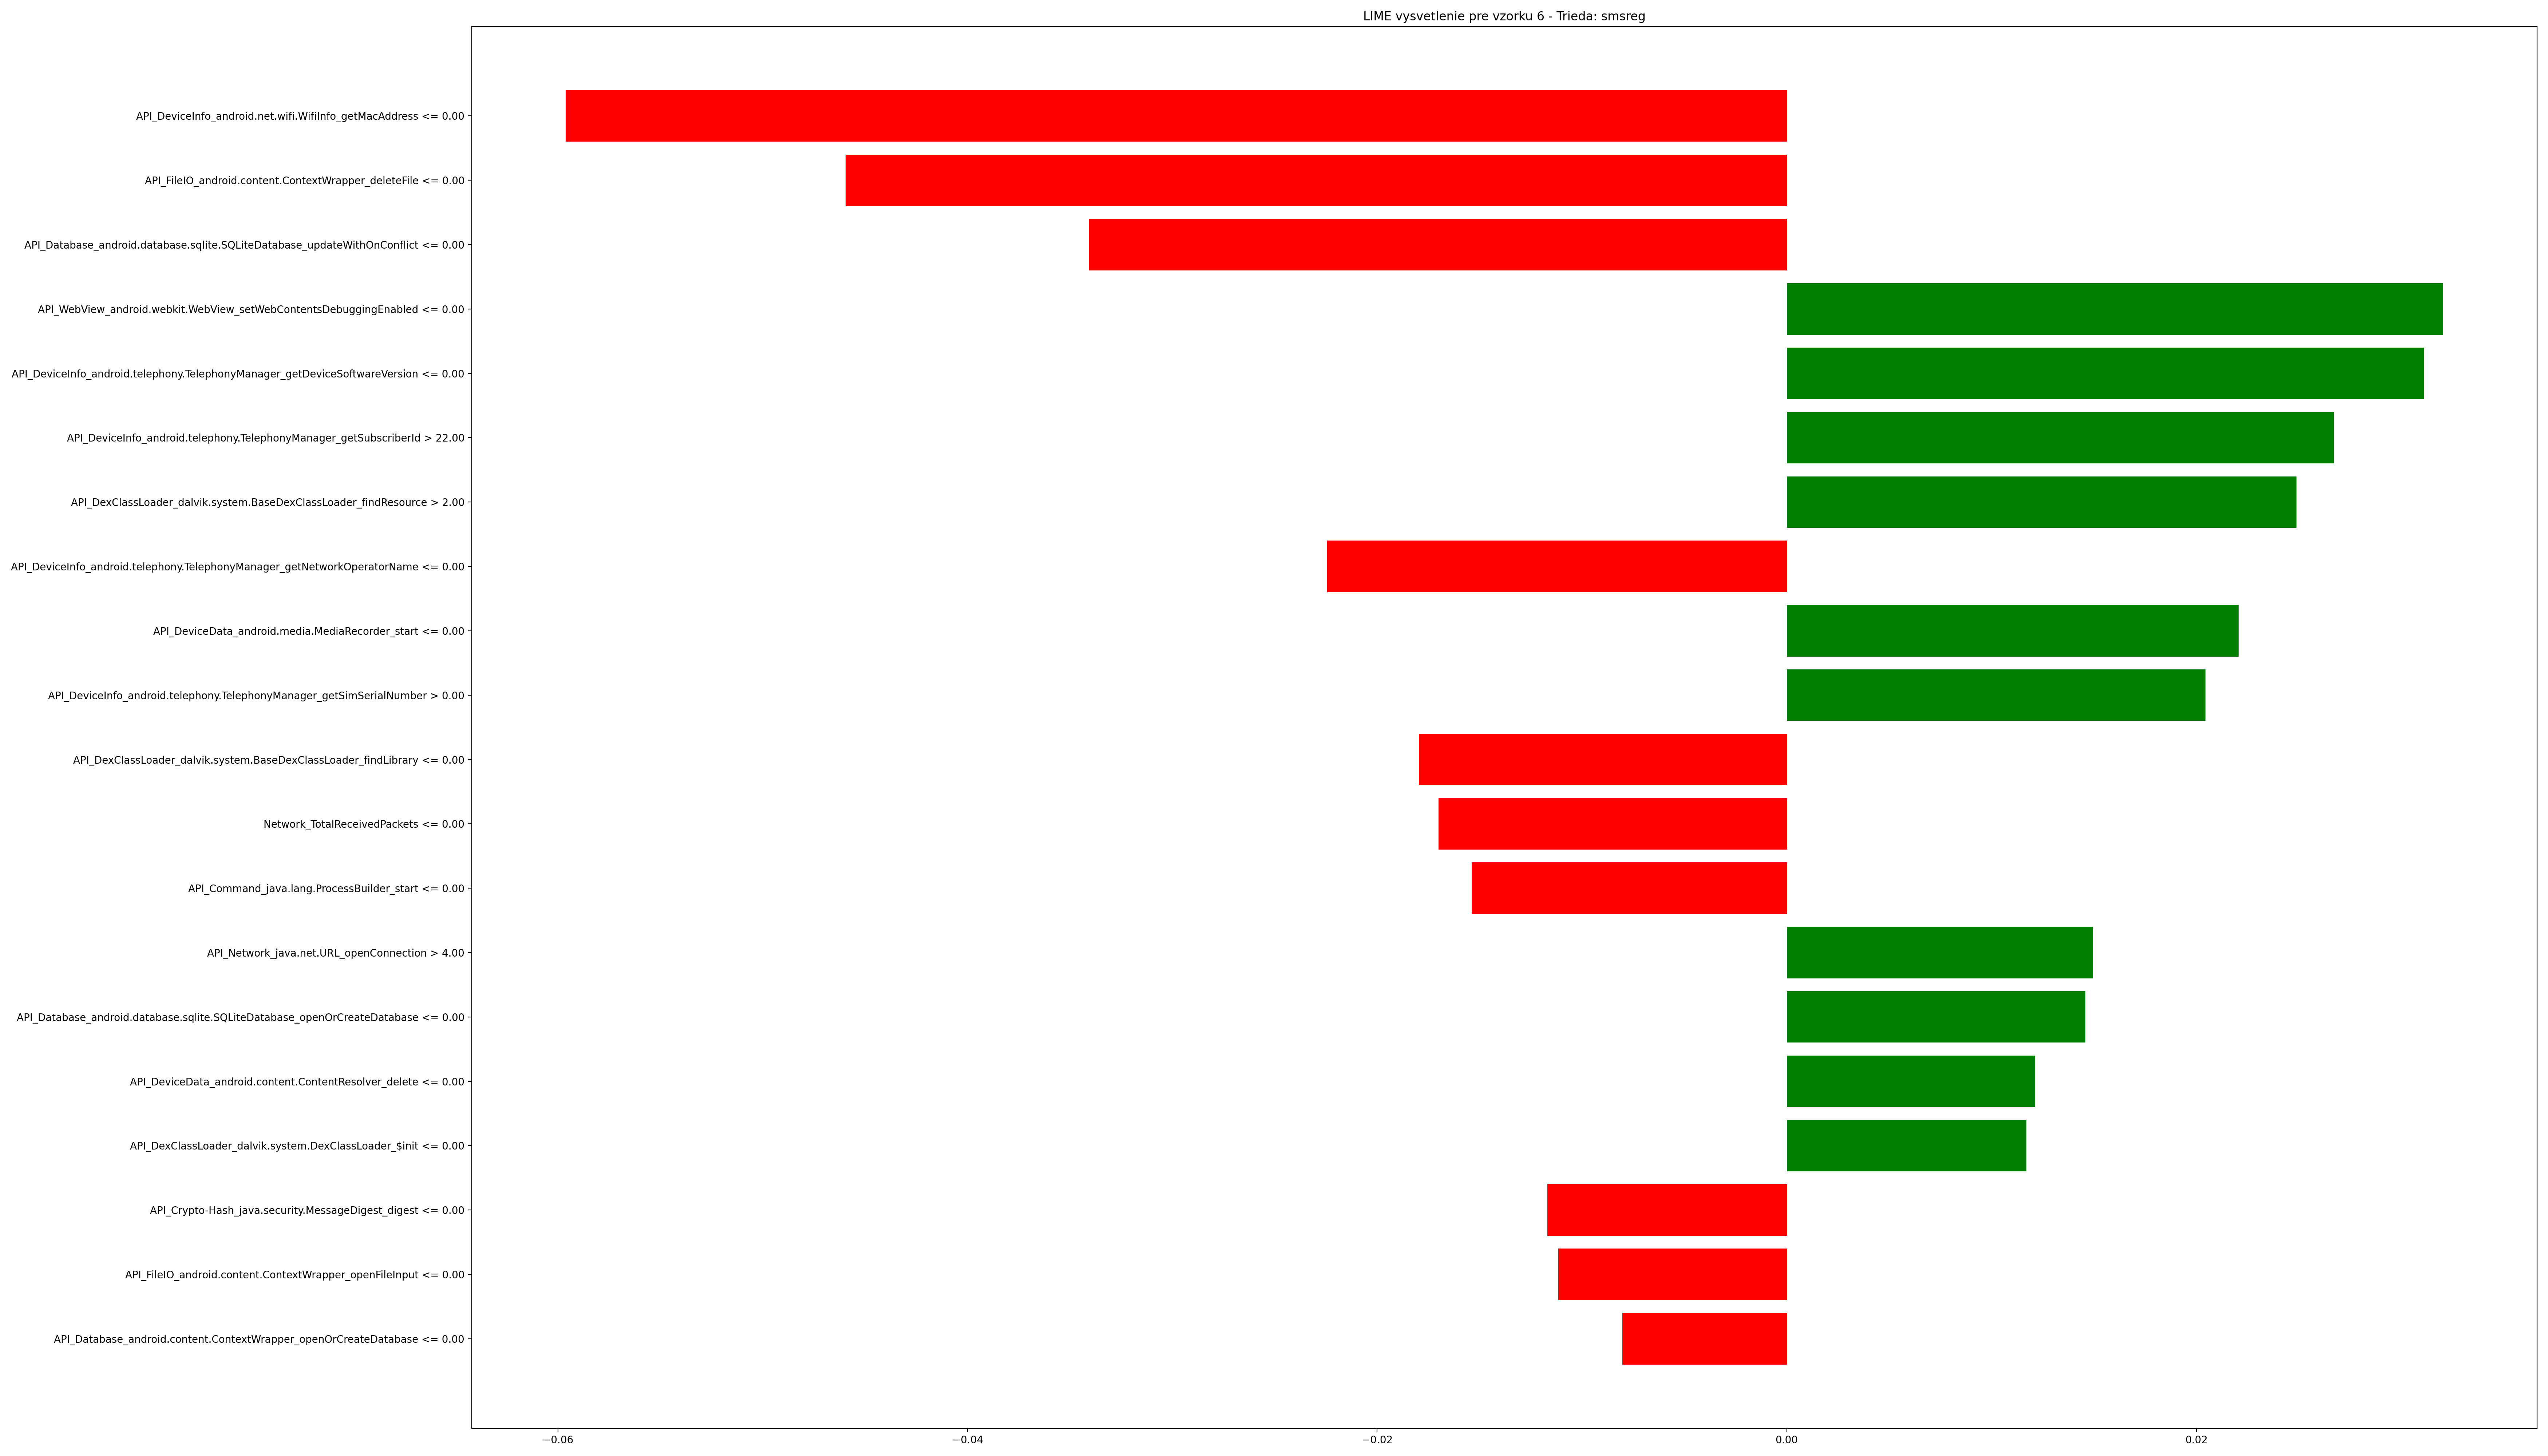 LIME vysvetlenie pre vzorku 6 - Trieda: smsreg
API_DeviceInfo_android.net.wifi.WifiInfo_getMacAddress <= 0.00
API_FileIO_android.content.ContextWrapper_deleteFile <= 0.00
API_Database_android.database.sqlite.SQLiteDatabase_updateWithOnConflict <= 0.00
API_WebView_android.webkit.WebView_setWebContentsDebuggingEnabled <= 0.00
API_DeviceInfo_android.telephony.TelephonyManager_getDeviceSoftwareVersion <= 0.00
API_DeviceInfo_android.telephony.TelephonyManager_getSubscriberId > 22.00
API_DexClassLoader_dalvik.system.BaseDexClassLoader_findResource > 2.00
API_DeviceInfo_android.telephony.TelephonyManager_getNetworkOperatorName <= 0.00
API_DeviceData_android.media.MediaRecorder_start <= 0.00
API_DeviceInfo_android.telephony.TelephonyManager_getSimSerialNumber > 0.00
API_DexClassLoader_dalvik.system.BaseDexClassLoader_findLibrary <= 0.00
Network_TotalReceivedPackets <= 0.00
API_Command_java.lang.ProcessBuilder_start <= 0.00
API_Network_java.net.URL_openConnection > 4.00
API_Database_android.database.sqlite.SQLiteDatabase_openOrCreateDatabase <= 0.00
API_DeviceData_android.content.ContentResolver_delete <= 0.00
API_DexClassLoader_dalvik.system.DexClassLoader_$init <= 0.00
API_Crypto-Hash_java.security.MessageDigest_digest <= 0.00
API_FileIO_android.content.ContextWrapper_openFileInput <= 0.00
API_Database_android.content.ContextWrapper_openOrCreateDatabase <= 0.00
−0.06 −0.04 −0.02 0.00 0.02